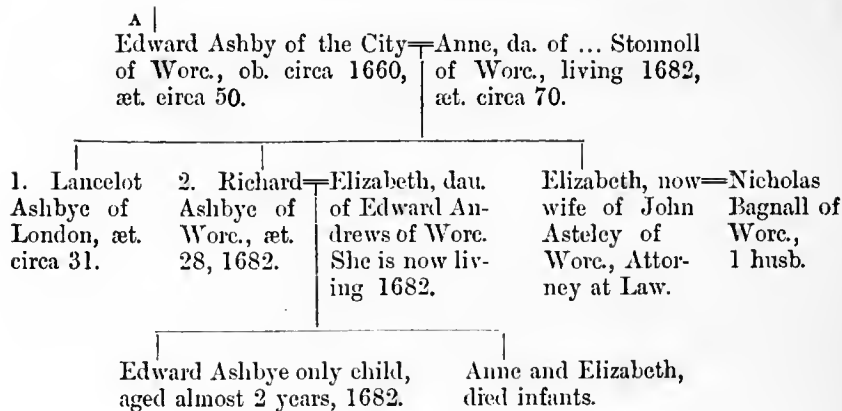 A
Edward Ashby of the City
of Worc., ob. circa 1660,
æt. circa 50.
Anne, da. of ... Stonnoll
of Worc., living 1682,
æt. circa 70.
1. Lancelot
Ashbye of
London, æt.
circa 31.
2. Richard
Ashbye of
Worc., æt.
28, 1682.
Elizabeth, dau.
of Edward An-
drews of Worc.
She is now liv-
ing 1682.
Elizabeth, now
wife of John
Asteley of
Worc., Attor-
ney at Law.
Nicholas
Bagnall of
Worc.,
1 husb.
Edward Ashbye only child,
aged almost 2 years, 1682.
Anne and Elizabeth,
died infants.